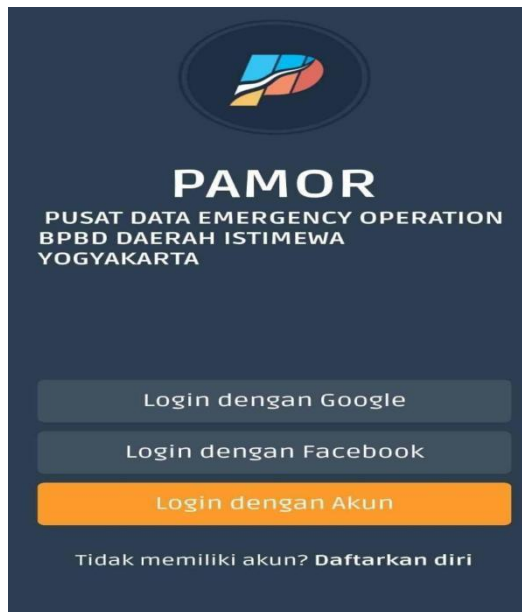 PAMOR
PUSAT DATA EMERGENCY OPERATION
BPBD DAERAH ISTIMEWA
YOGYAKARTA
Login dengan Google
Login dengan Facebook
Login dengan Akun
Tidak memiliki akun? Daftarkan diri